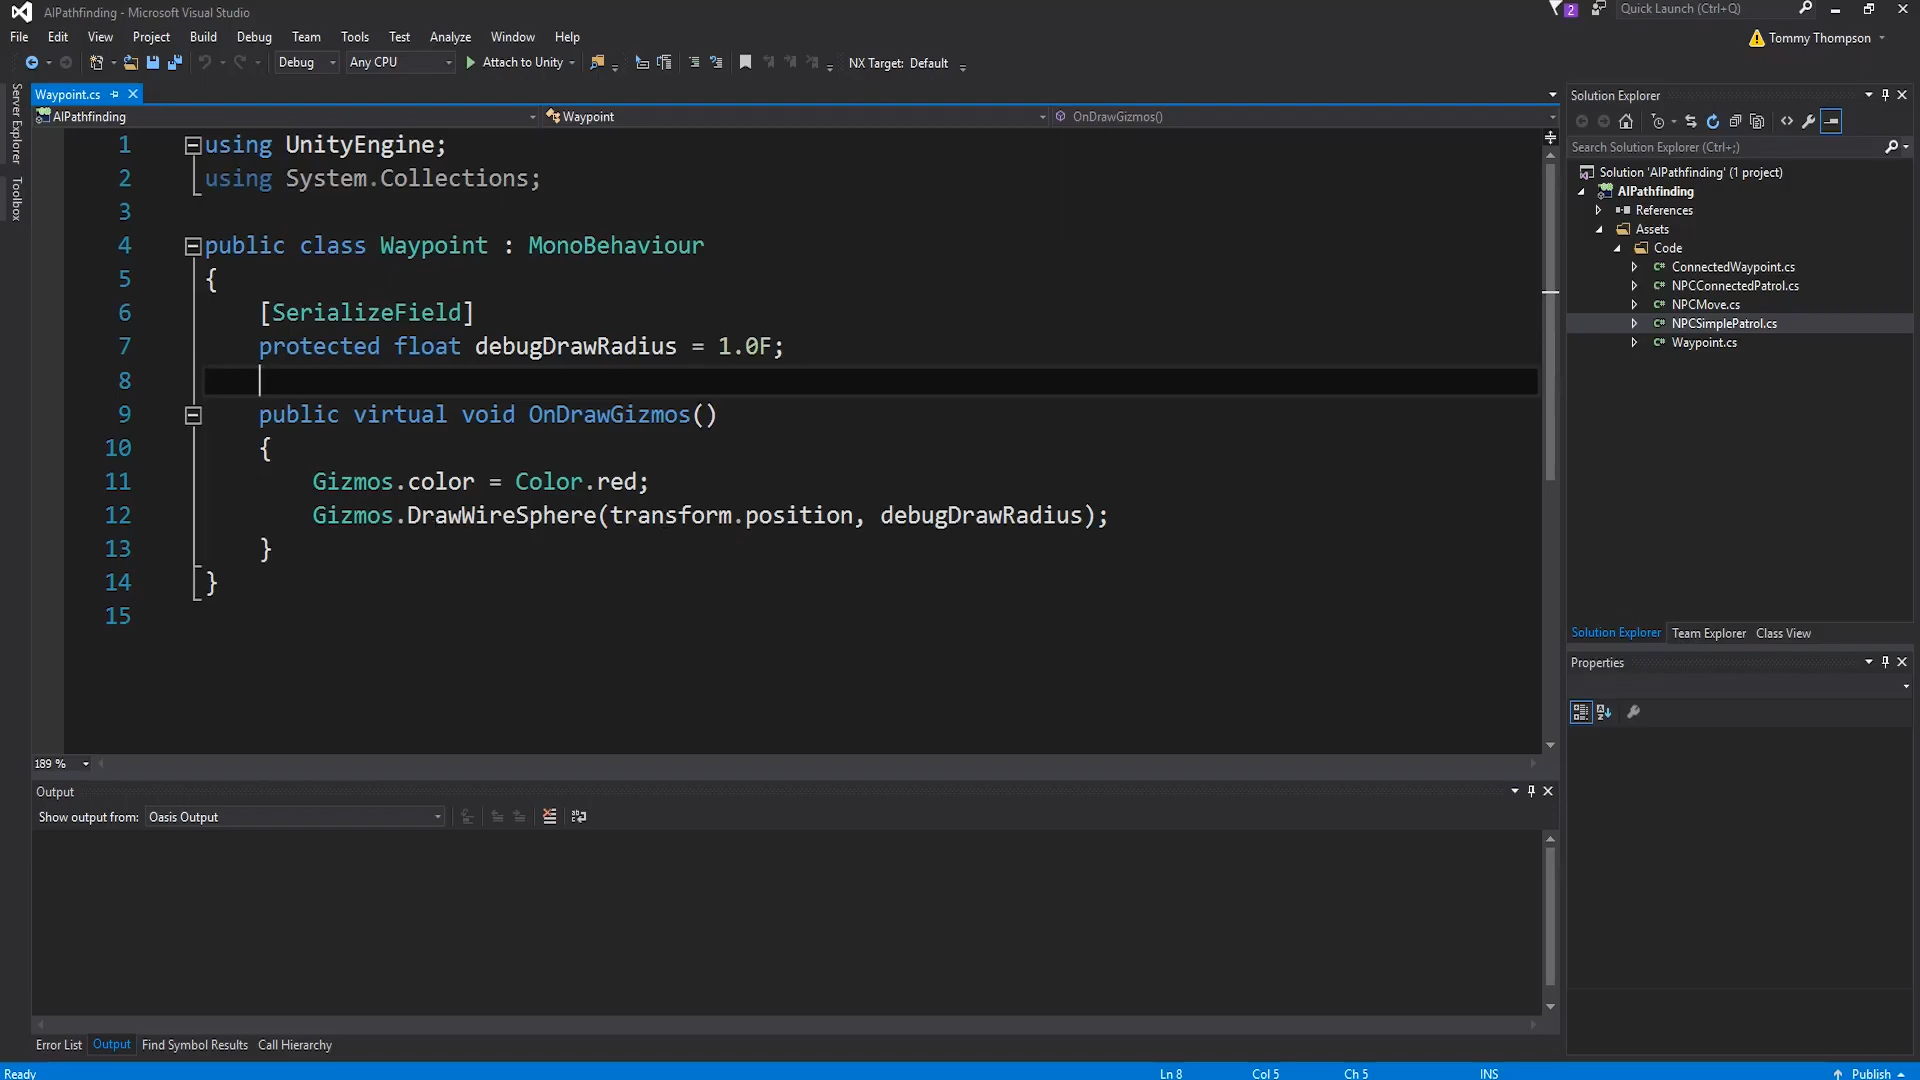 AIPathfinding - Microsoft Visual Studio
2
Quick Launch (Ctrl+Q)
File Edit View Project Build Debug Team Tools Test Analyze Window Help
Tommy Thompson
Debug Any CPU Attach to Unity NX Target: Default
Server Explorer
Toolbox
Waypoint.cs
AIPathfinding Waypoint OnDrawGizmos()
1 using UnityEngine;
2 using System.Collections;
3
4 public class Waypoint : MonoBehaviour
5 {
6 [SerializeField]
7 protected float debugDrawRadius = 1.0F;
8
9 public virtual void OnDrawGizmos()
10 {
11 Gizmos.color = Color.red;
12 Gizmos.DrawWireSphere(transform.position, debugDrawRadius);
13 }
14 }
15
189 %
Output
Show output from: Oasis Output
Error List Output Find Symbol Results Call Hierarchy
Solution Explorer
Search Solution Explorer (Ctrl+;)
Solution 'AIPathfinding' (1 project)
AIPathfinding
References
Assets
Code
C# ConnectedWaypoint.cs
C# NPCConnectedPatrol.cs
C# NPCMove.cs
C# NPCSimplePatrol.cs
C# Waypoint.cs
Solution Explorer Team Explorer Class View
Properties
Ready Ln 8 Col 5 Ch 5 INS Publish